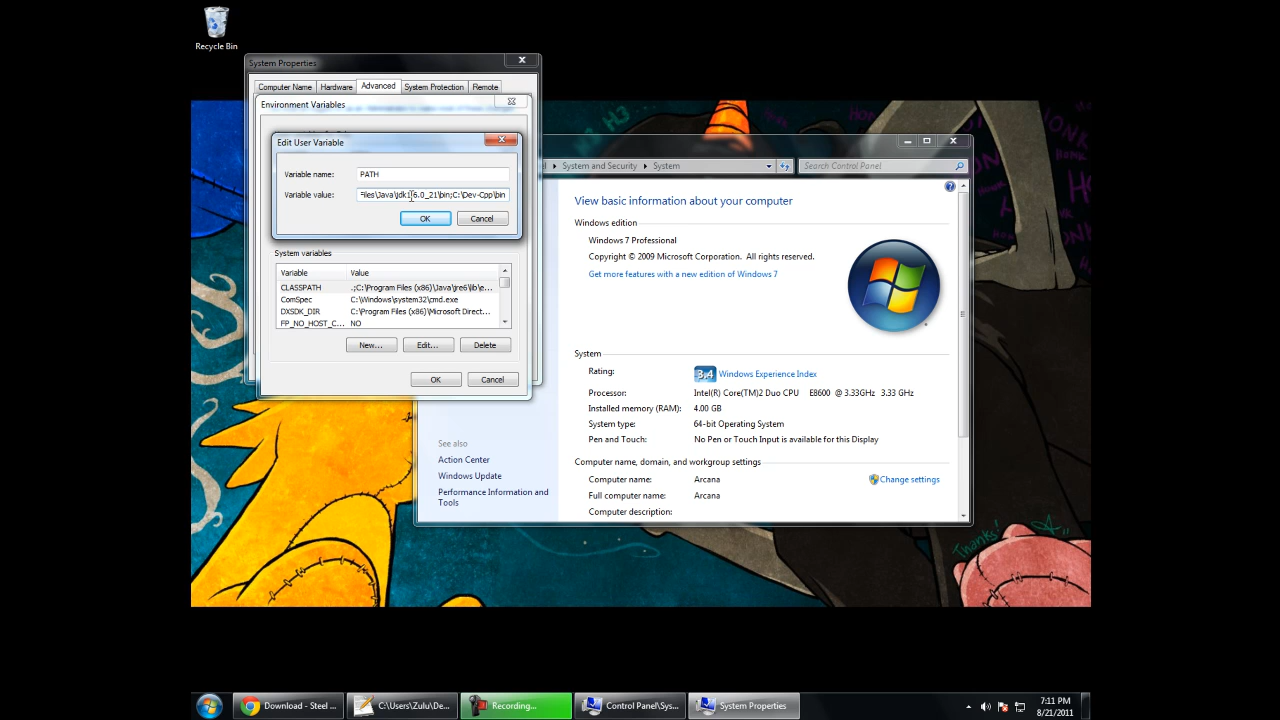 Recycle Bin
System Properties
Computer Name Hardware Advanced System Protection Remote
Environment Variables
Edit User Variable
Variable name: PATH
Variable value: Files\Java\jdk1.6.0_21\bin;C:\Dev-Cpp\bin
OK Cancel
System variables
Variable Value
CLASSPATH .;C:\Program Files (x86)\Java\jre6\lib\e...
ComSpec C:\Windows\system32\cmd.exe
DXSDK_DIR C:\Program Files (x86)\Microsoft Direct...
FP_NO_HOST_C... NO
New... Edit... Delete
OK Cancel
System and Security System Search Control Panel
View basic information about your computer
Windows edition
Windows 7 Professional
Copyright © 2009 Microsoft Corporation. All rights reserved.
Get more features with a new edition of Windows 7
System
Rating: 3,4 Windows Experience Index
Processor: Intel(R) Core(TM)2 Duo CPU E8600 @ 3.33GHz 3.33 GHz
Installed memory (RAM): 4.00 GB
System type: 64-bit Operating System
Pen and Touch: No Pen or Touch Input is available for this Display
Computer name, domain, and workgroup settings
Computer name: Arcana
Change settings
Full computer name: Arcana
Computer description:
See also
Action Center
Windows Update
Performance Information and
Tools
Thanks!
Download - Steel ...
C:\Users\Zulu\De...
Recording...
Control Panel\Sys...
System Properties
7:11 PM
8/21/2011